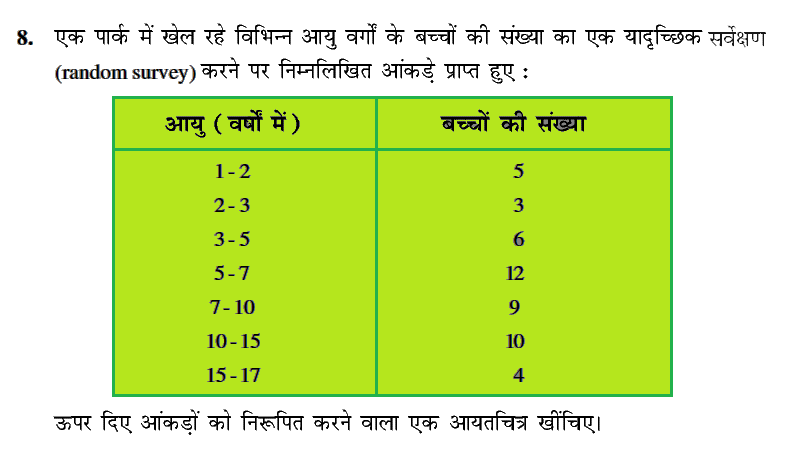 8. एक पार्क में खेल रहे विभिन्न आयु वर्गों के बच्चों की संख्या का एक यादृच्छिक सर्वेक्षण
(random survey) करने पर निम्नलिखित आंकड़े प्राप्त हुए :
आयु ( वर्षों में ) बच्चों की संख्या
1 - 2 5
2 - 3 3
3 - 5 6
5 - 7 12
7 - 10 9
10 - 15 10
15 - 17 4
ऊपर दिए आंकड़ों को निरूपित करने वाला एक आयतचित्र खींचिए।